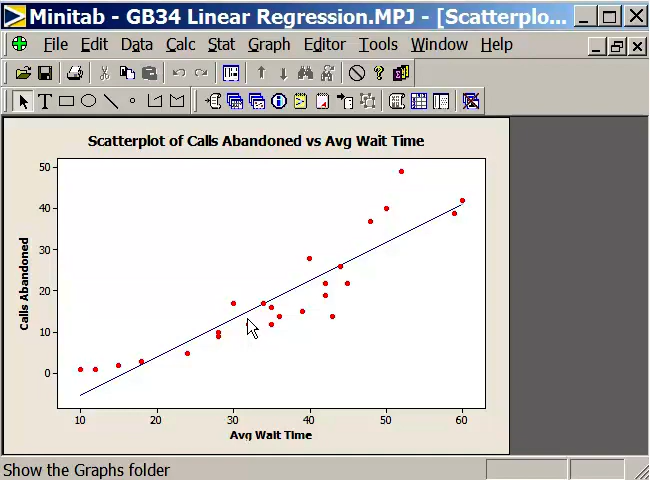 Minitab - GB34 Linear Regression.MPJ - [Scatterplo...
File Edit Data Calc Stat Graph Editor Tools Window Help
Scatterplot of Calls Abandoned vs Avg Wait Time
Calls Abandoned
50
40
30
20
10
0
10 20 30 40 50 60
Avg Wait Time
Show the Graphs folder